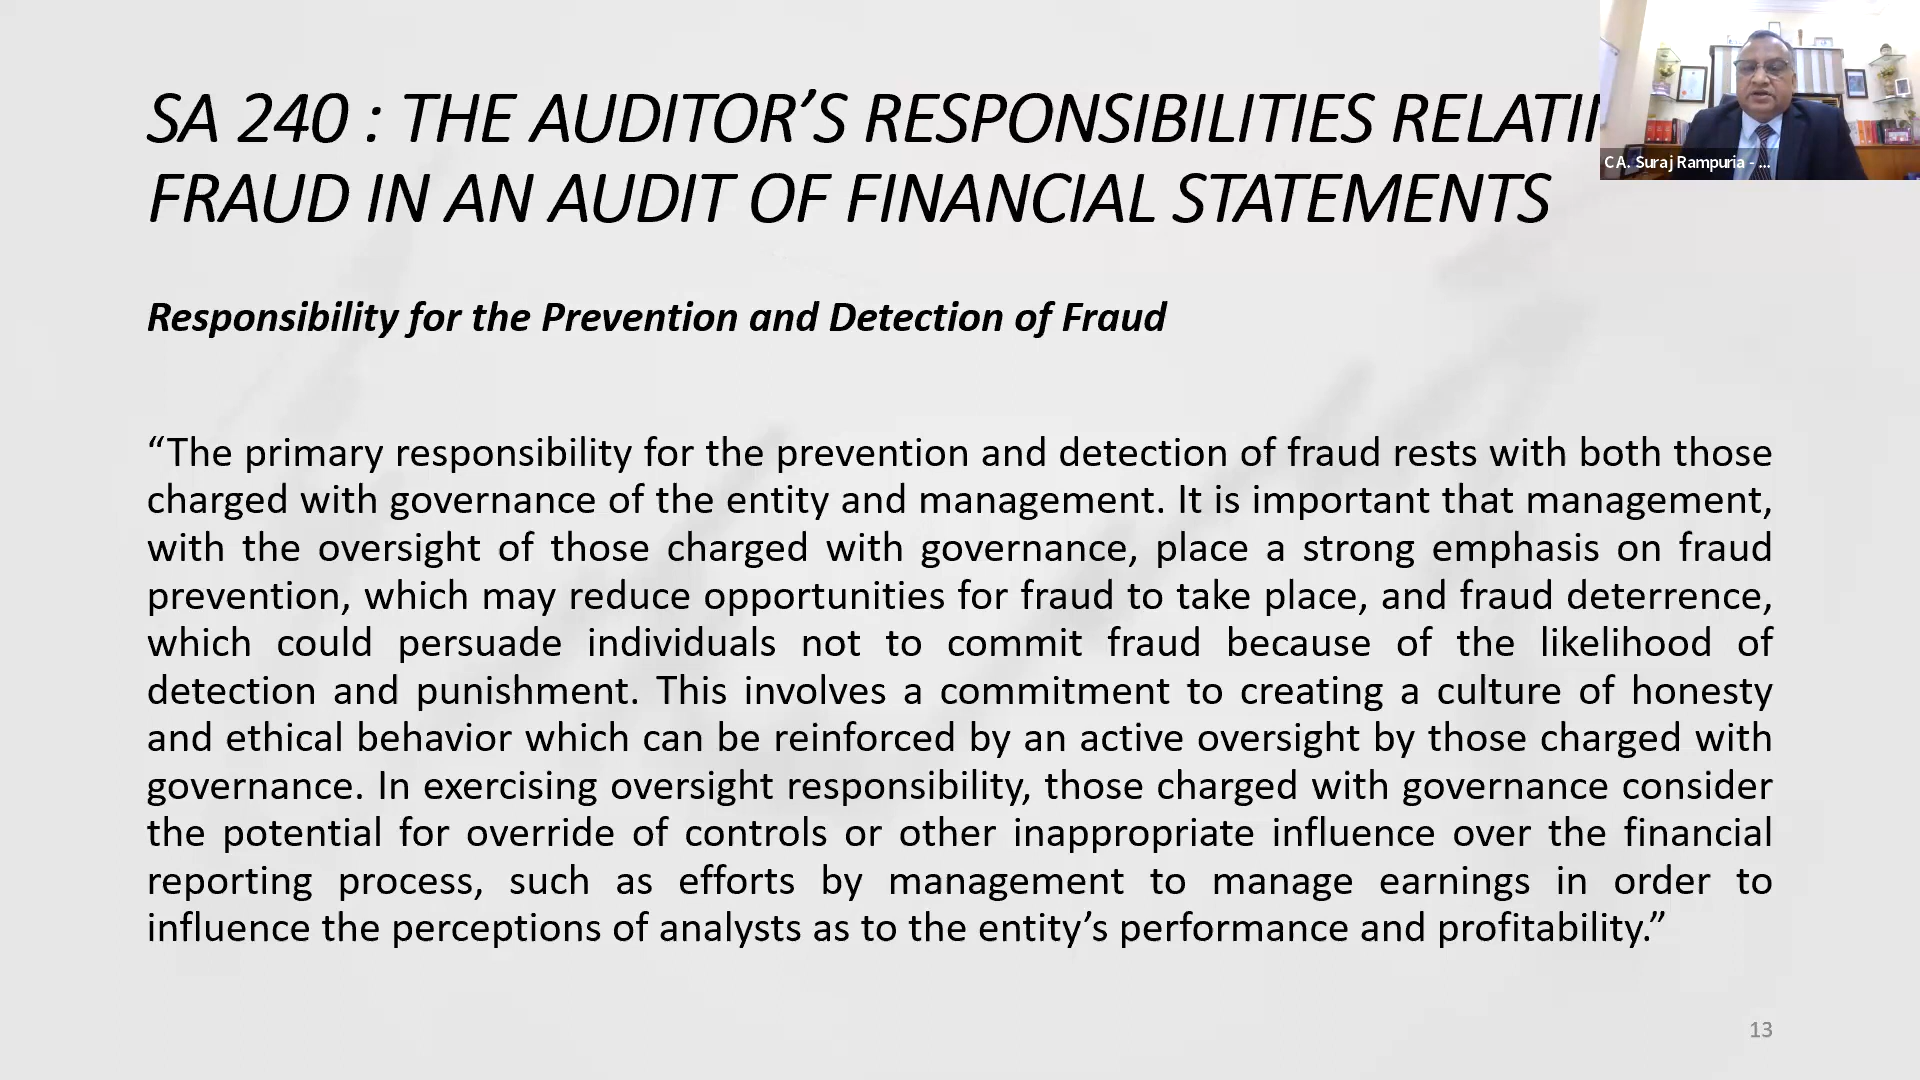 SA 240 : THE AUDITOR’S RESPONSIBILITIES
FRAUD IN AN AUDIT OF FINANCIAL STATEMENTS
CA. Suraj Rampuria - ...
Responsibility for the Prevention and Detection of Fraud
“The primary responsibility for the prevention and detection of fraud rests with both those
charged with governance of the entity and management. It is important that management,
with the oversight of those charged with governance, place a strong emphasis on fraud
prevention, which may reduce opportunities for fraud to take place, and fraud deterrence,
which could persuade individuals not to commit fraud because of the likelihood of
detection and punishment. This involves a commitment to creating a culture of honesty
and ethical behavior which can be reinforced by an active oversight by those charged with
governance. In exercising oversight responsibility, those charged with governance consider
the potential for override of controls or other inappropriate influence over the financial
reporting process, such as efforts by management to manage earnings in order to
influence the perceptions of analysts as to the entity’s performance and profitability.”
13